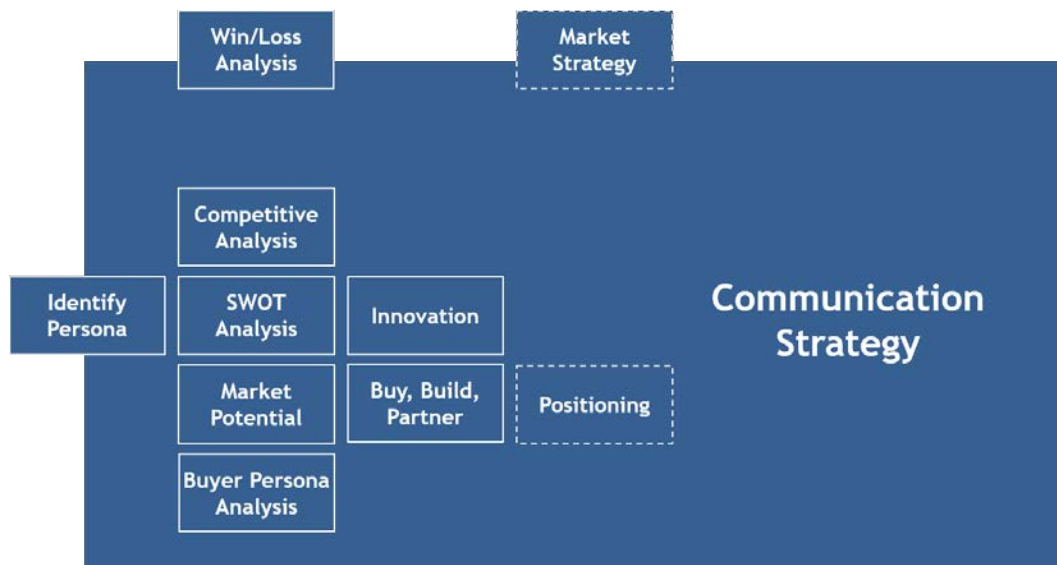 Win/Loss
Analysis
Market
Strategy
Competitive
Analysis
Identify
Persona
SWOT
Analysis
Innovation
Communication
Strategy
Market
Potential
Buy, Build,
Partner
Positioning
Buyer Persona
Analysis